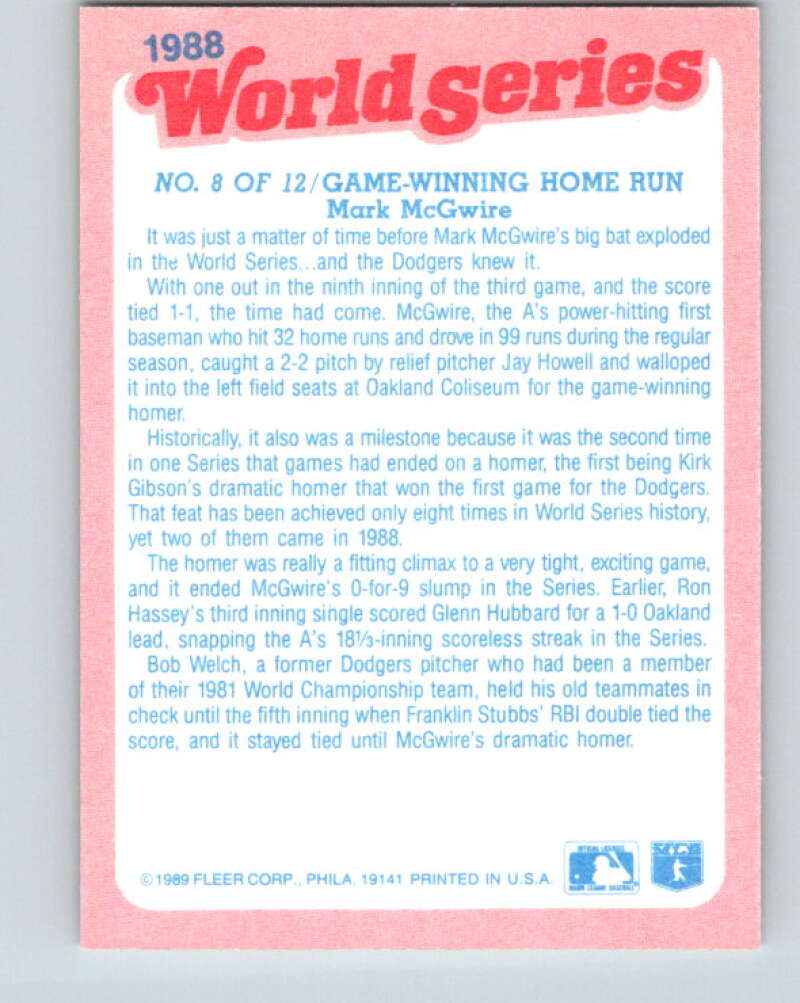 1988
World series
NO. 8 OF 12/GAME-WINNING HOME RUN
Mark McGwire
It was just a matter of time before Mark McGwire's big bat exploded
in the World Series...and the Dodgers knew it.
With one out in the ninth inning of the third game, and the score
tied 1-1, the time had come. McGwire, the A's power-hitting first
baseman who hit 32 home runs and drove in 99 runs during the regular
season, caught a 2-2 pitch by relief pitcher Jay Howell and walloped
it into the left field seats at Oakland Coliseum for the game-winning
homer.
Historically, it also was a milestone because it was the second time
in one Series that games had ended on a homer, the first being Kirk
Gibson's dramatic homer that won the first game for the Dodgers.
That feat has been achieved only eight times in World Series history,
yet two of them came in 1988.
The homer was really a fitting climax to a very tight, exciting game,
and it ended McGwire's 0-for-9 slump in the Series. Earlier, Ron
Hassey's third inning single scored Glenn Hubbard for a 1-0 Oakland
lead, snapping the A's 18⅓-inning scoreless streak in the Series.
Bob Welch, a former Dodgers pitcher who had been a member
of their 1981 World Championship team, held his old teammates in
check until the fifth inning when Franklin Stubbs' RBI double tied the
score, and it stayed tied until McGwire's dramatic homer.
© 1989 FLEER CORP., PHILA. 19141 PRINTED IN U.S.A.
OFFICIAL LICENSEE
MAJOR LEAGUE BASEBALL